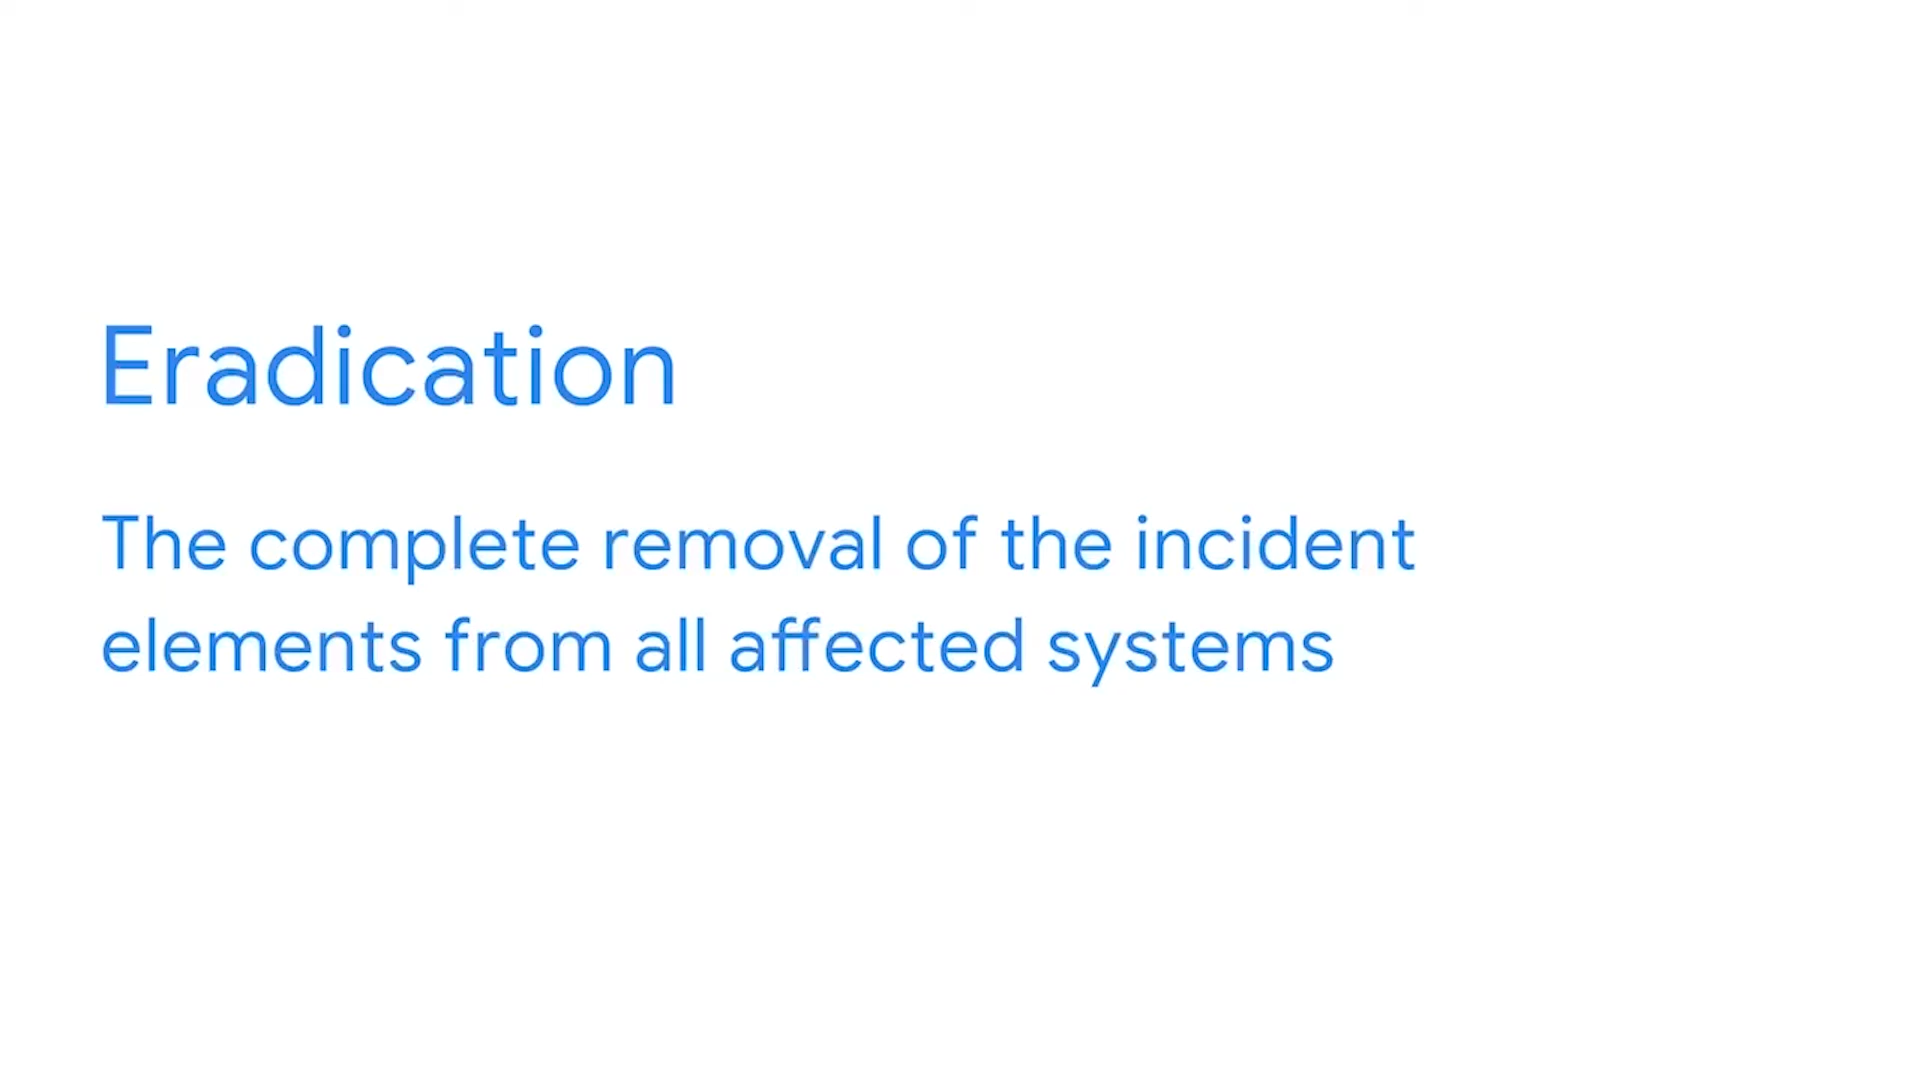 Eradication
The complete removal of the incident
elements from all affected systems